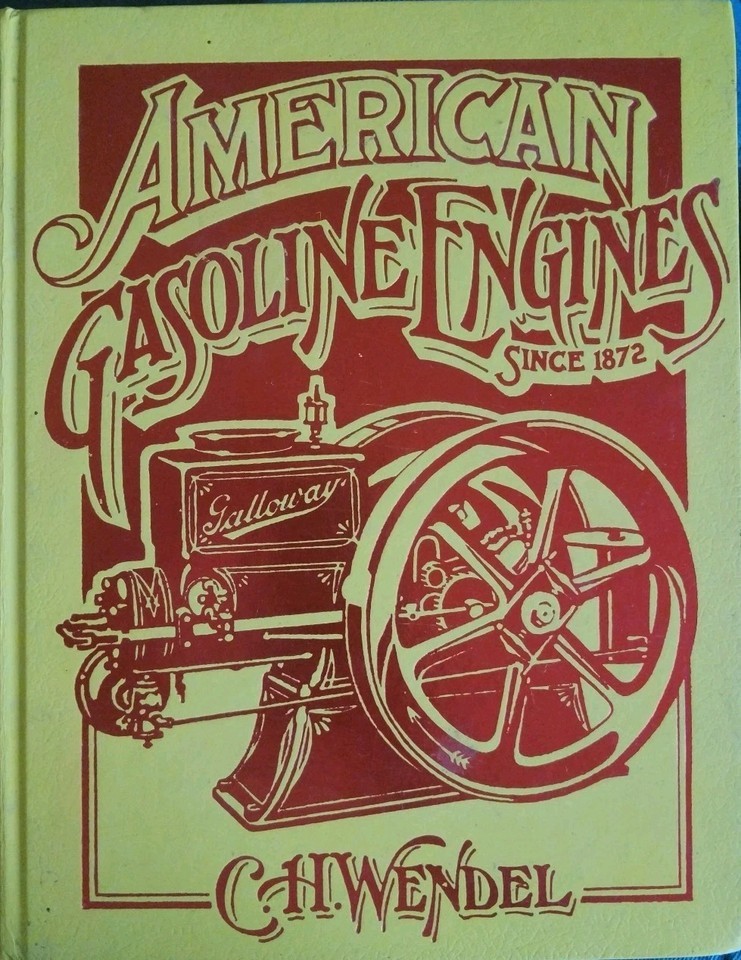 AMERICAN
GASOLINE ENGINES
SINCE 1872
Galloway
C.H. WENDEL